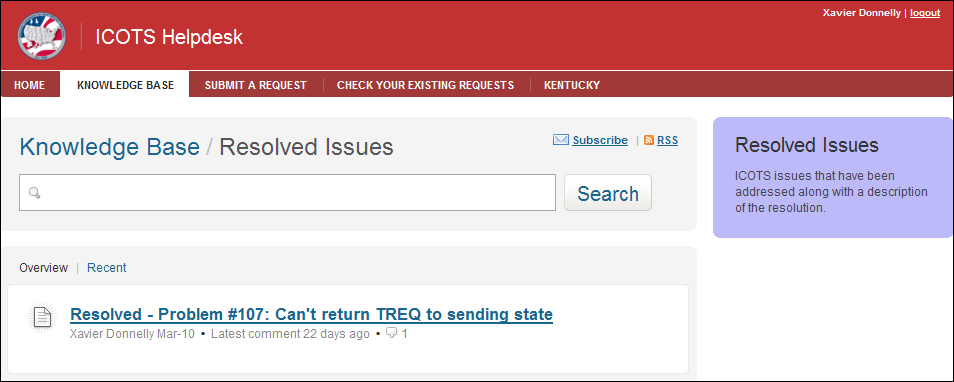 Xavier Donnelly | logout
ICOTS Helpdesk
HOME KNOWLEDGE BASE SUBMIT A REQUEST CHECK YOUR EXISTING REQUESTS KENTUCKY
Knowledge Base / Resolved Issues
Subscribe | RSS
Search
Resolved Issues
ICOTS issues that have been
addressed along with a description
of the resolution.
Overview | Recent
Resolved - Problem #107: Can't return TREQ to sending state
Xavier Donnelly Mar-10 • Latest comment 22 days ago • 1